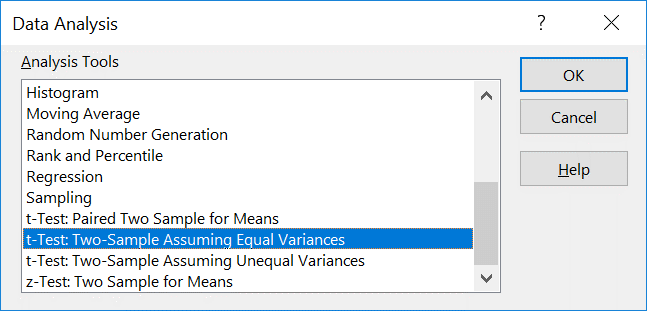 Data Analysis ?
Analysis Tools
Histogram
Moving Average
Random Number Generation
Rank and Percentile
Regression
Sampling
t-Test: Paired Two Sample for Means
t-Test: Two-Sample Assuming Equal Variances
t-Test: Two-Sample Assuming Unequal Variances
z-Test: Two Sample for Means
OK
Cancel
Help